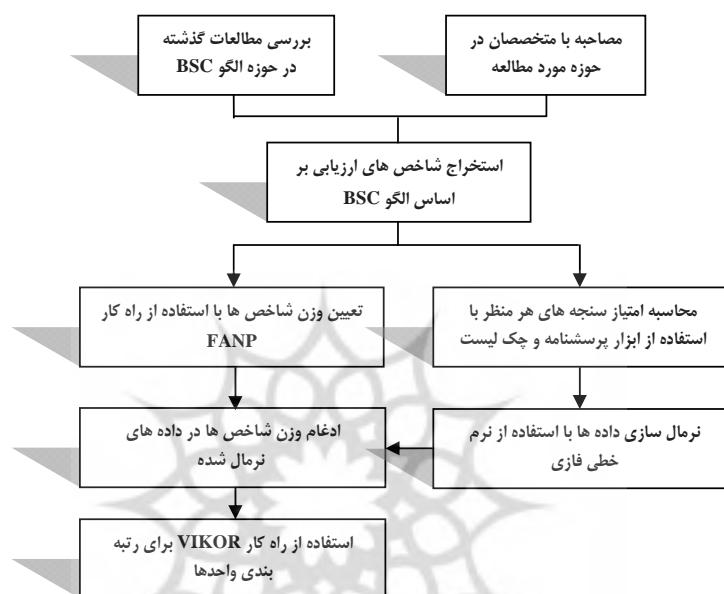 مصاحبه با متخصصان در
حوزه مورد مطالعه
بررسی مطالعات گذشته
در حوزه الگو BSC
استخراج شاخص های ارزیابی بر
اساس الگو BSC
محاسبه امتیاز سنجه های هر منظر با
استفاده از ابزار پرسشنامه و چک لیست
تعیین وزن شاخص ها با استفاده از راه کار
FANP
نرمال سازی داده ها با استفاده از نرم
خطی فازی
ادغام وزن شاخص ها در داده های
نرمال شده
استفاده از راه کار VIKOR برای رتبه
بندی واحدها